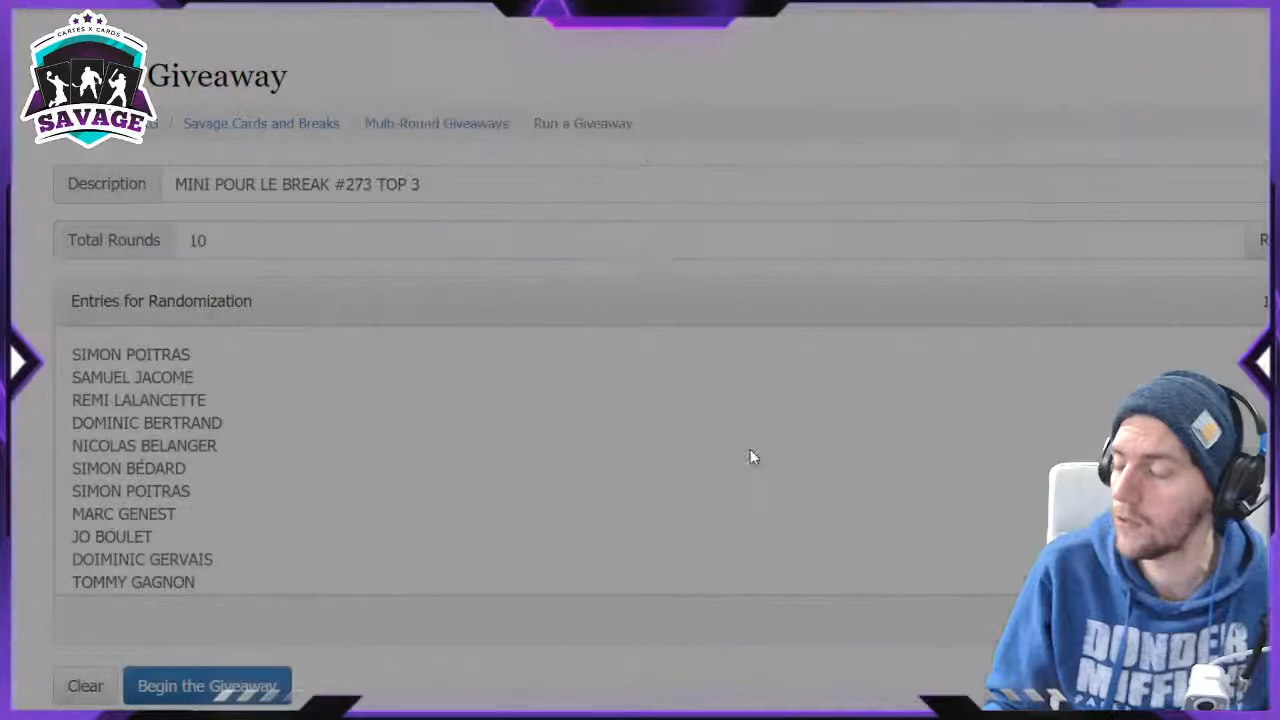 CARTES X CARDS
SAVAGE
Giveaway
/ Savage Cards and Breaks Multi-Round Giveaways Run a Giveaway
Description MINI POUR LE BREAK #273 TOP 3
Total Rounds 10 R
Entries for Randomization 1
SIMON POITRAS
SAMUEL JACOME
REMI LALANCETTE
DOMINIC BERTRAND
NICOLAS BELANGER
SIMON BÉDARD
SIMON POITRAS
MARC GENEST
JO BOULET
DOIMINIC GERVAIS
TOMMY GAGNON
Clear Begin the Giveaway